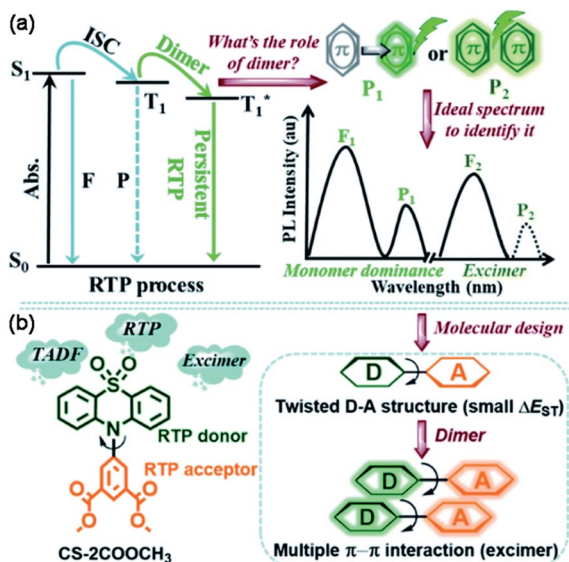 (a)
ISC
Dimer
What's the role
of dimer?
π
π
or
π
π
P₁
P₂
S₁
T₁
T₁*
Abs.
F
P
Persistent
RTP
S₀
RTP process
Ideal spectrum
to identify it
PL Intensity (au)
F₁
P₁
F₂
P₂
Monomer dominance
Excimer
Wavelength (nm)
(b)
TADF
RTP
Excimer
O
O
S
N
RTP donor
RTP acceptor
O
O
O
O
CS-2COOCH₃
Molecular design
D
A
Twisted D-A structure (small ΔE_ST)
Dimer
D
A
D
A
Multiple π–π interaction (excimer)